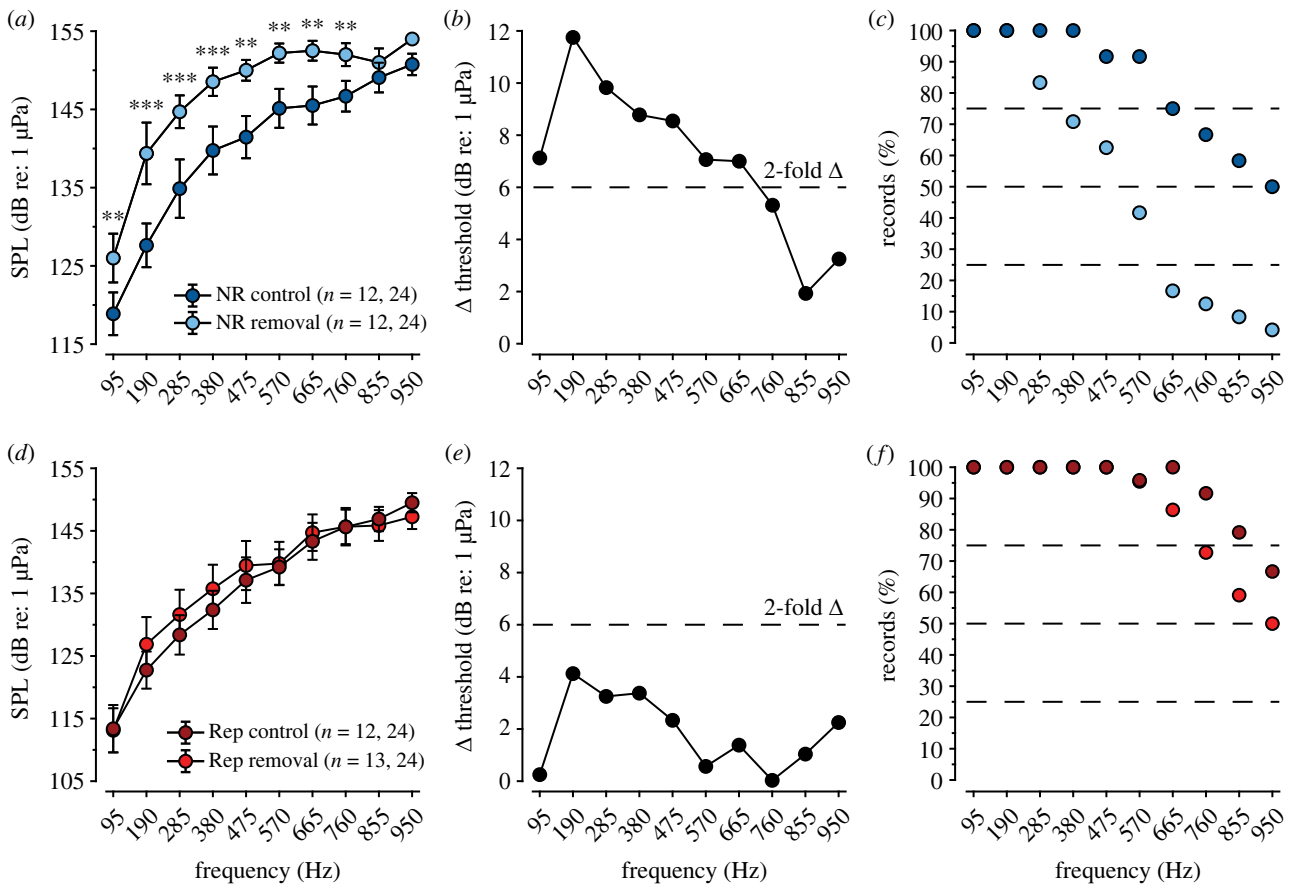 (a)
155
145
135
125
115
SPL (dB re: 1 µPa)
**
***
***
***
**
**
**
**
NR control (n = 12, 24)
NR removal (n = 12, 24)
95 190 285 380 475 570 665 760 855 950
(b)
12
10
8
6
4
2
0
Δ threshold (dB re: 1 µPa)
2-fold Δ
95 190 285 380 475 570 665 760 855 950
(c)
100
90
80
70
60
50
40
30
20
10
0
records (%)
95 190 285 380 475 570 665 760 855 950
(d)
155
145
135
125
115
105
SPL (dB re: 1 µPa)
Rep control (n = 12, 24)
Rep removal (n = 13, 24)
95 190 285 380 475 570 665 760 855 950
frequency (Hz)
(e)
12
10
8
6
4
2
0
Δ threshold (dB re: 1 µPa)
2-fold Δ
95 190 285 380 475 570 665 760 855 950
frequency (Hz)
(f)
100
90
80
70
60
50
40
30
20
10
0
records (%)
95 190 285 380 475 570 665 760 855 950
frequency (Hz)